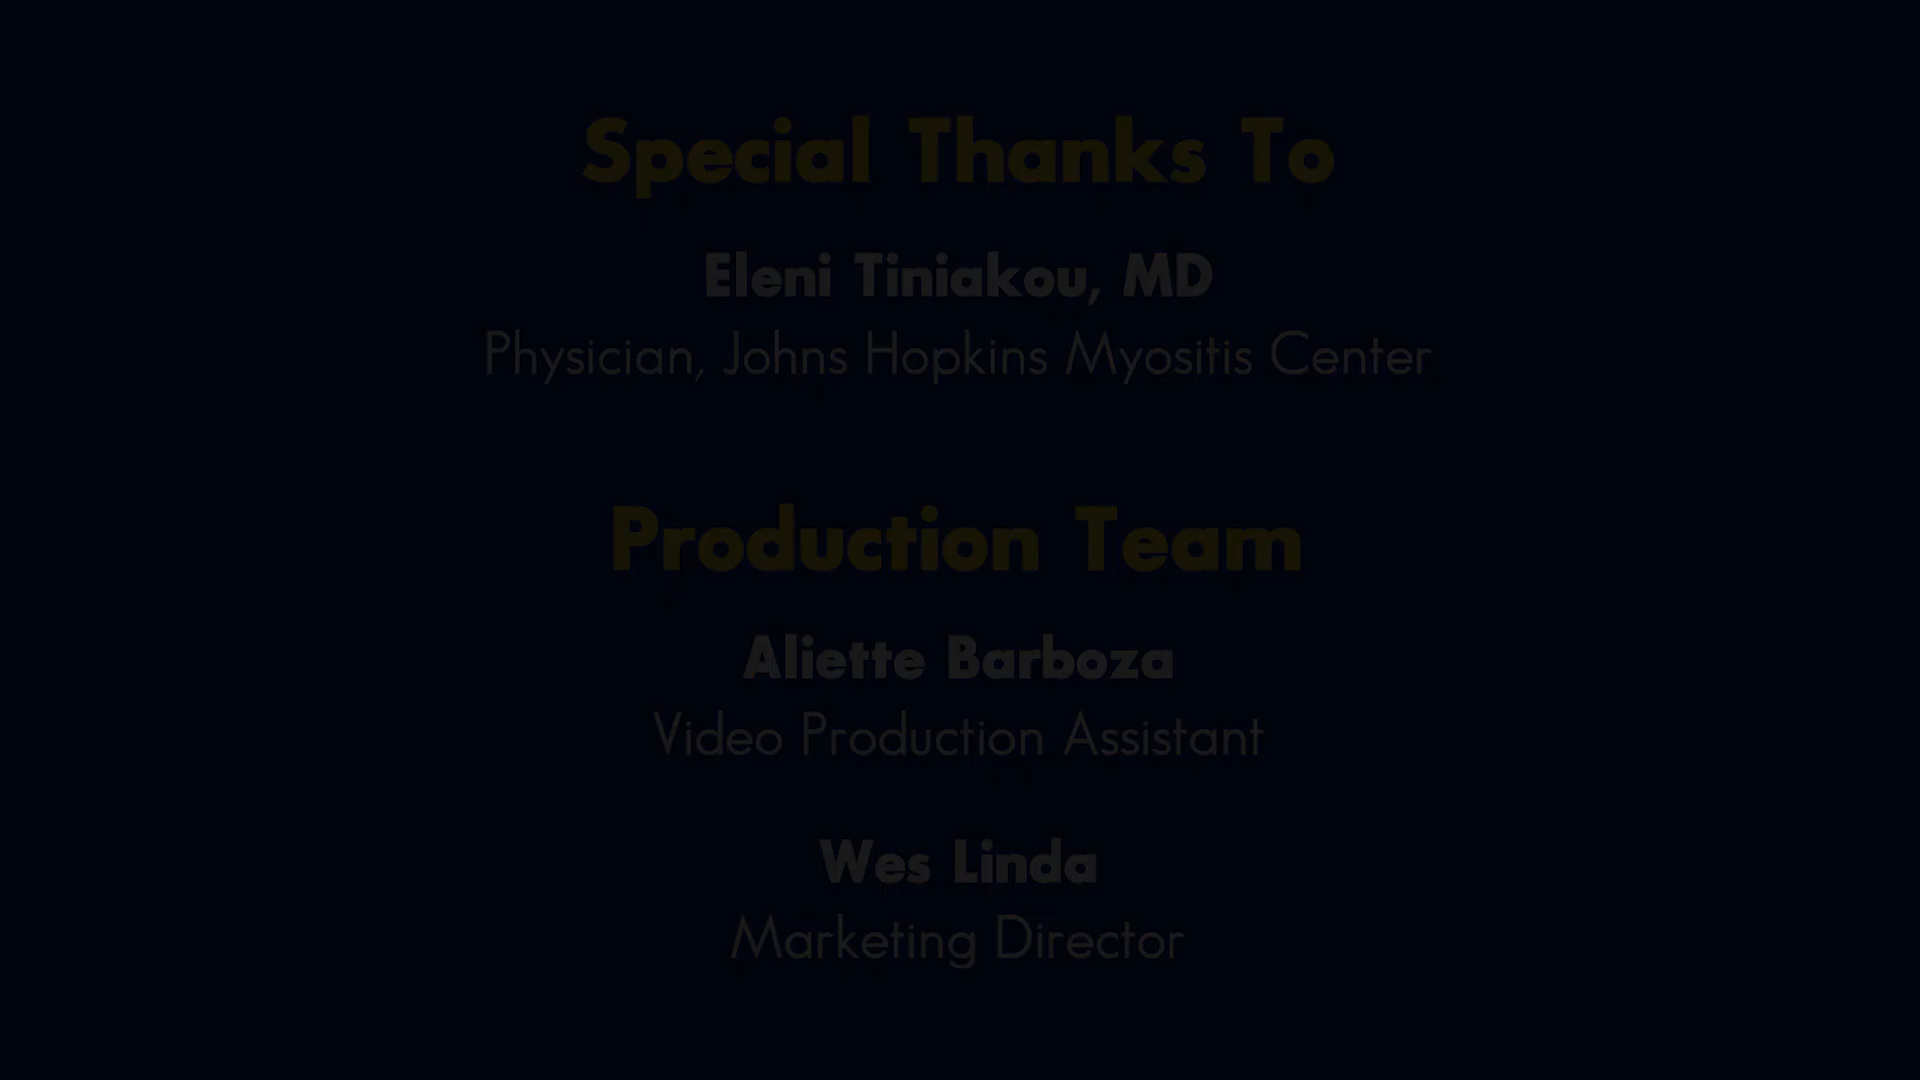 Special Thanks To
Eleni Tiniakou, MD
Physician, Johns Hopkins Myositis Center
Production Team
Aliette Barboza
Video Production Assistant
Wes Linda
Marketing Director